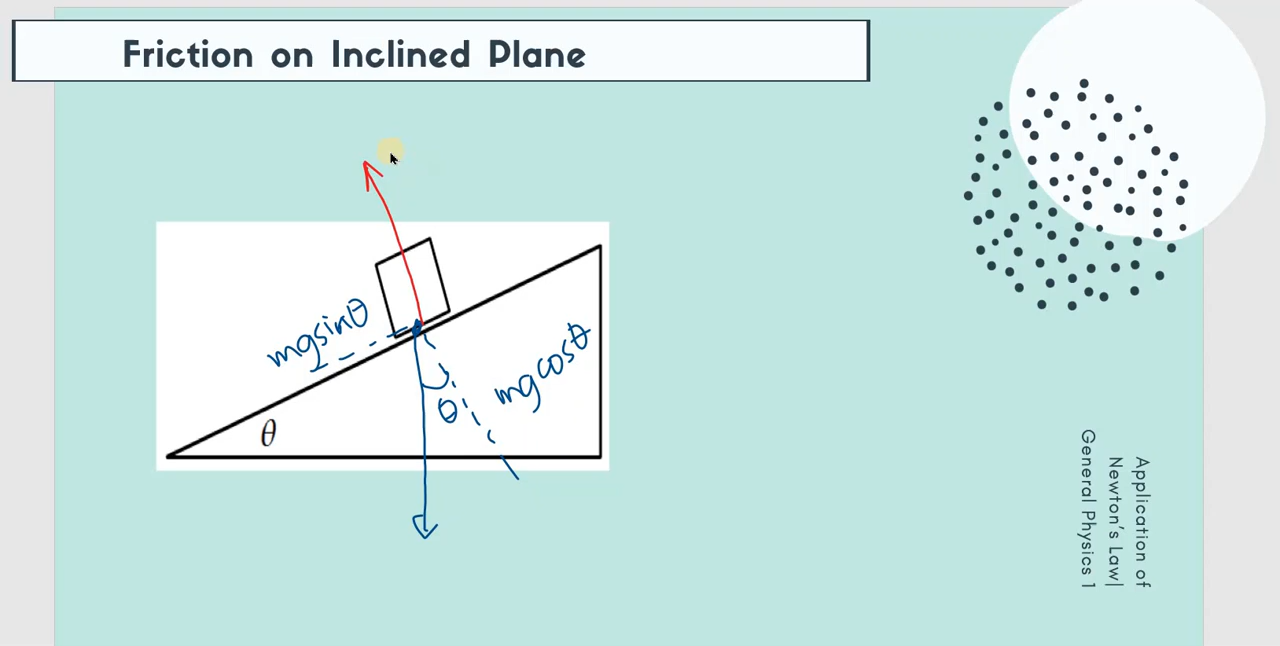 Friction on Inclined Plane
mgsinθ
mgcosθ
θ
θ
Application of
Newton's Law|
General Physics 1